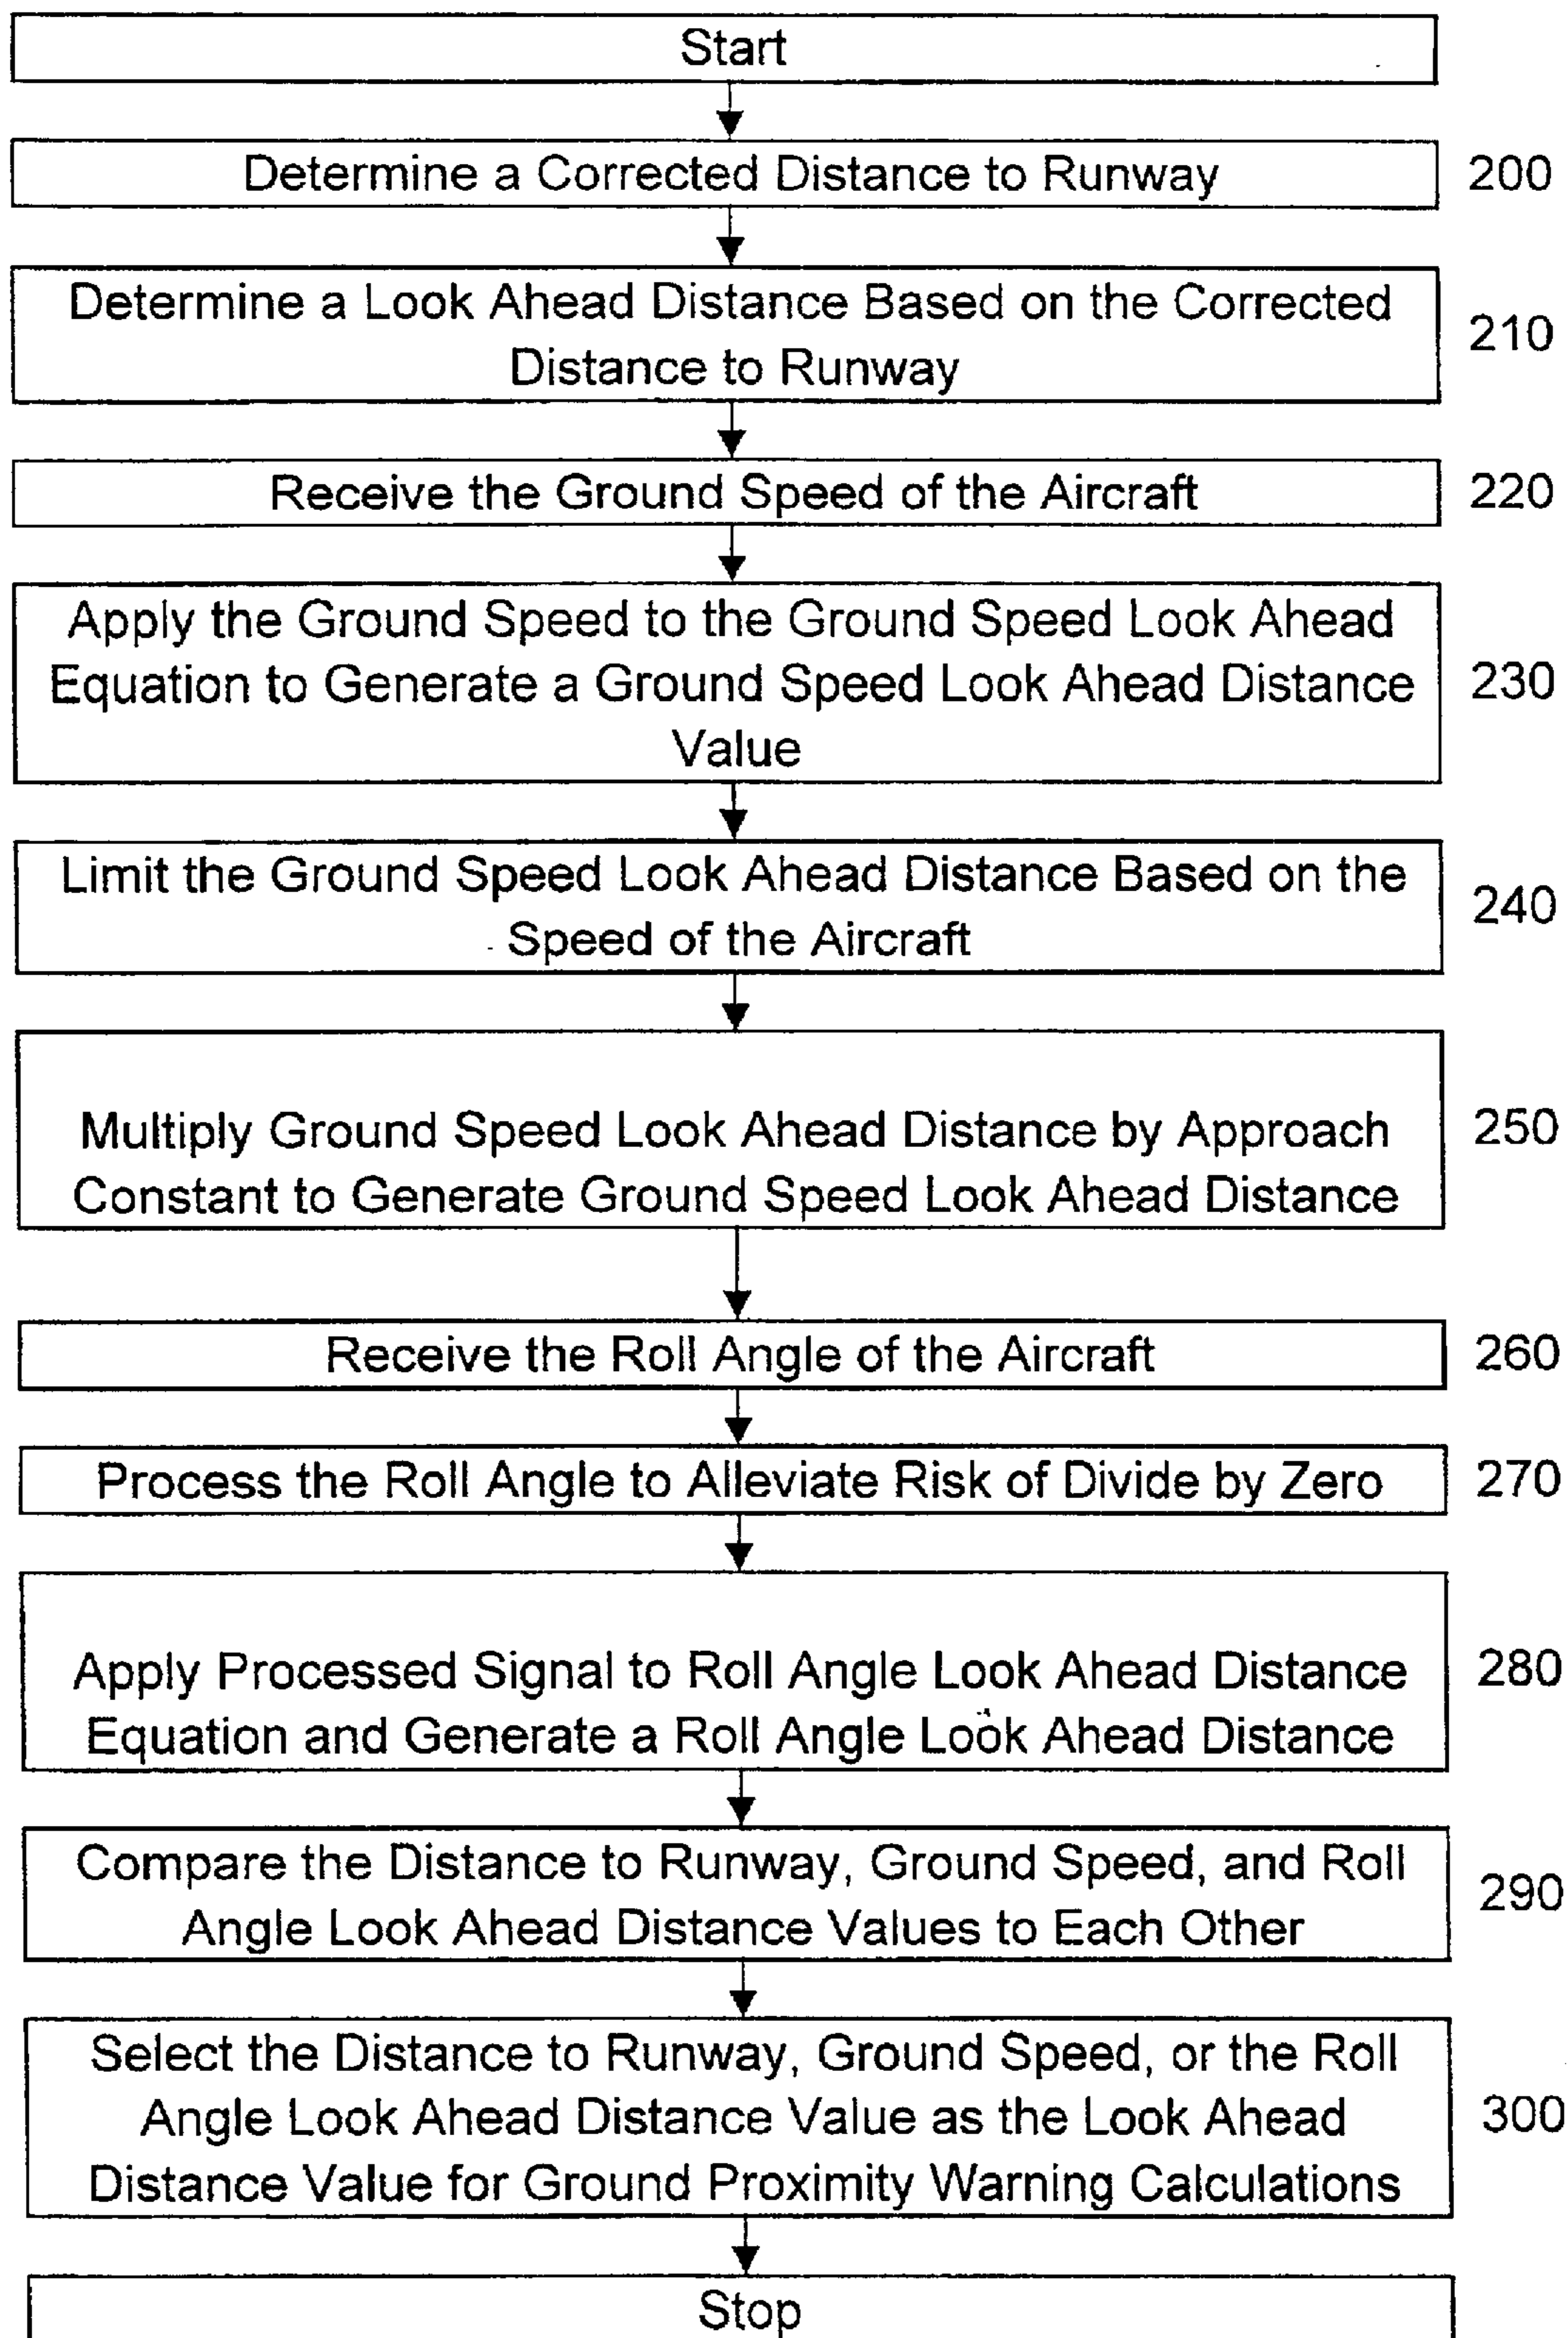 Start
Determine a Corrected Distance to Runway
200
Determine a Look Ahead Distance Based on the Corrected
Distance to Runway
210
Receive the Ground Speed of the Aircraft
220
Apply the Ground Speed to the Ground Speed Look Ahead
Equation to Generate a Ground Speed Look Ahead Distance
Value
230
Limit the Ground Speed Look Ahead Distance Based on the
Speed of the Aircraft
240
Multiply Ground Speed Look Ahead Distance by Approach
Constant to Generate Ground Speed Look Ahead Distance
250
Receive the Roll Angle of the Aircraft
260
Process the Roll Angle to Alleviate Risk of Divide by Zero
270
Apply Processed Signal to Roll Angle Look Ahead Distance
Equation and Generate a Roll Angle Look Ahead Distance
280
Compare the Distance to Runway, Ground Speed, and Roll
Angle Look Ahead Distance Values to Each Other
290
Select the Distance to Runway, Ground Speed, or the Roll
Angle Look Ahead Distance Value as the Look Ahead
Distance Value for Ground Proximity Warning Calculations
300
Stop